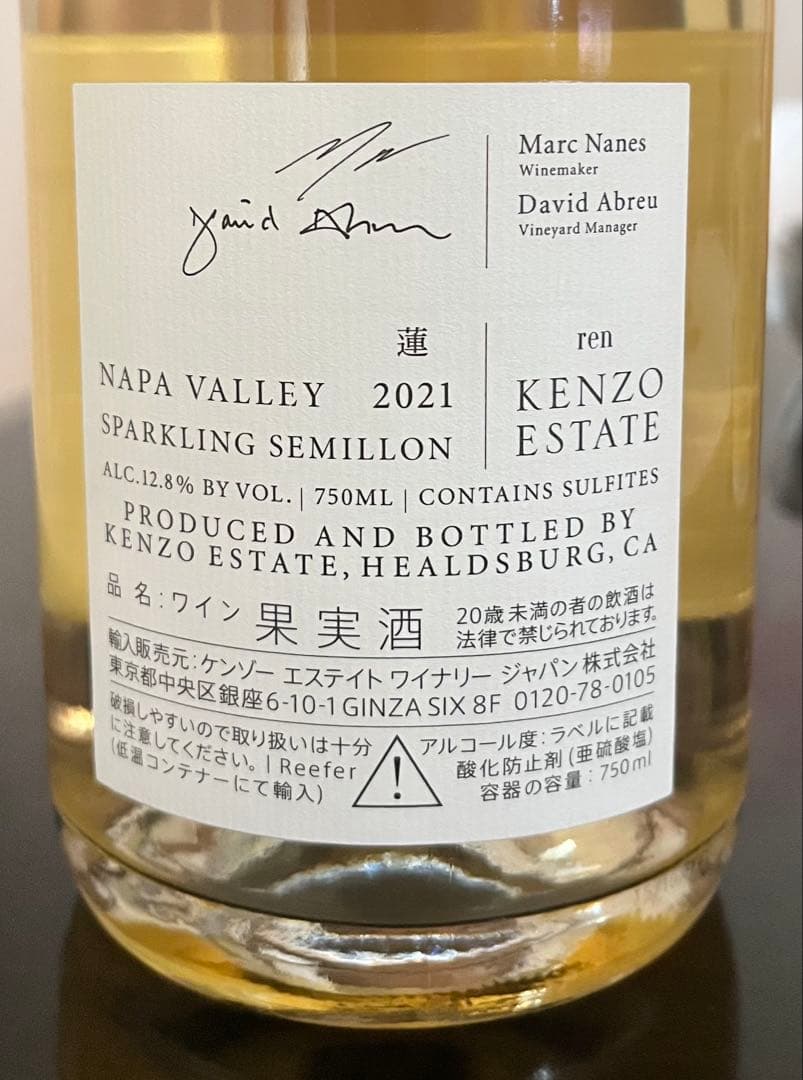 Marc Nanes
Winemaker
David Abreu
David Abreu
Vineyard Manager
蓮
ren
NAPA VALLEY 2021
KENZO
SPARKLING SEMILLON
ESTATE
ALC.12.8% BY VOL. | 750ML | CONTAINS SULFITES
PRODUCED AND BOTTLED BY
KENZO ESTATE, HEALDSBURG, CA
品 名:ワイン 果実酒
20歳未満の者の飲酒は
法律で禁じられております。
輸入販売元:ケンゾー エステイト ワイナリー ジャパン株式会社
東京都中央区銀座6-10-1 GINZA SIX 8F 0120-78-0105
破損しやすいので取り扱いは十分
に注意してください。| Reefer
(低温コンテナーにて輸入)
!
アルコール度:ラベルに記載
酸化防止剤(亜硫酸塩)
容器の容量:750ml